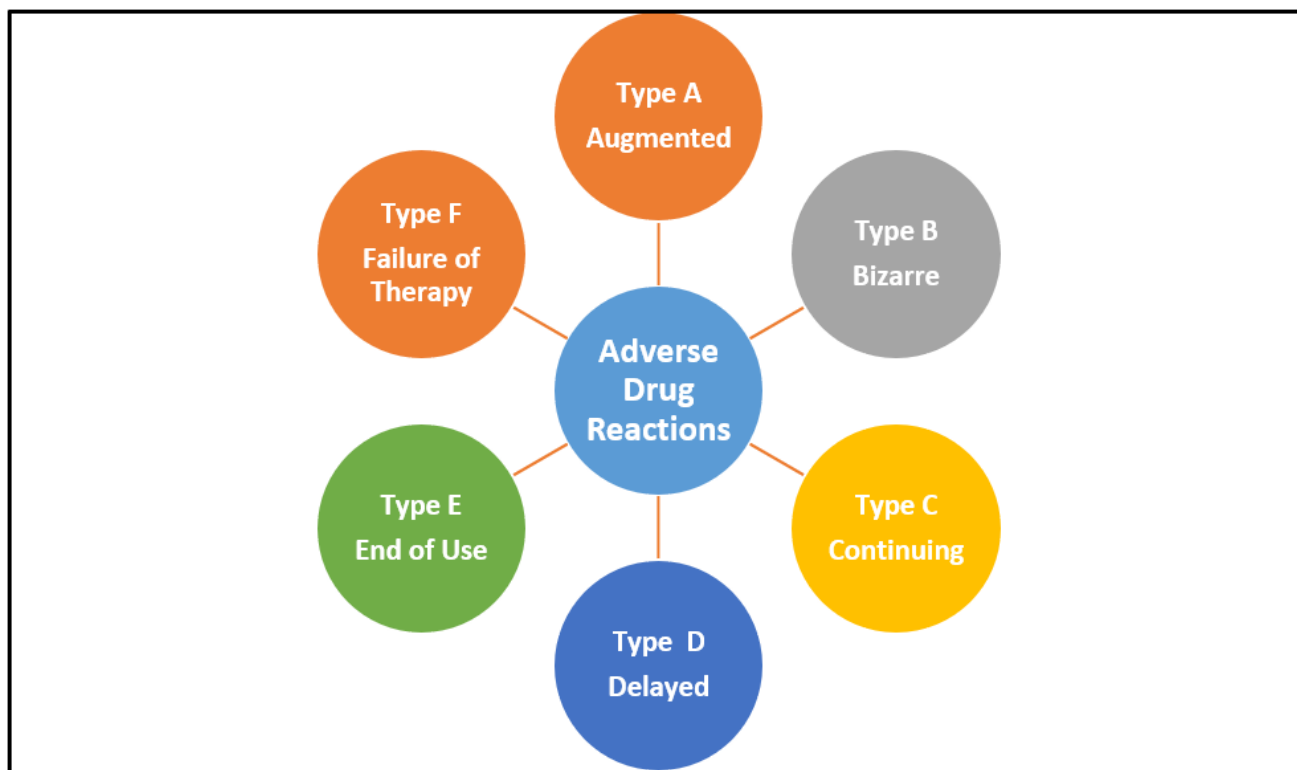 Type A
Augmented
Type F
Failure of
Therapy
Type B
Bizarre
Adverse
Drug
Reactions
Type E
End of Use
Type C
Continuing
Type D
Delayed